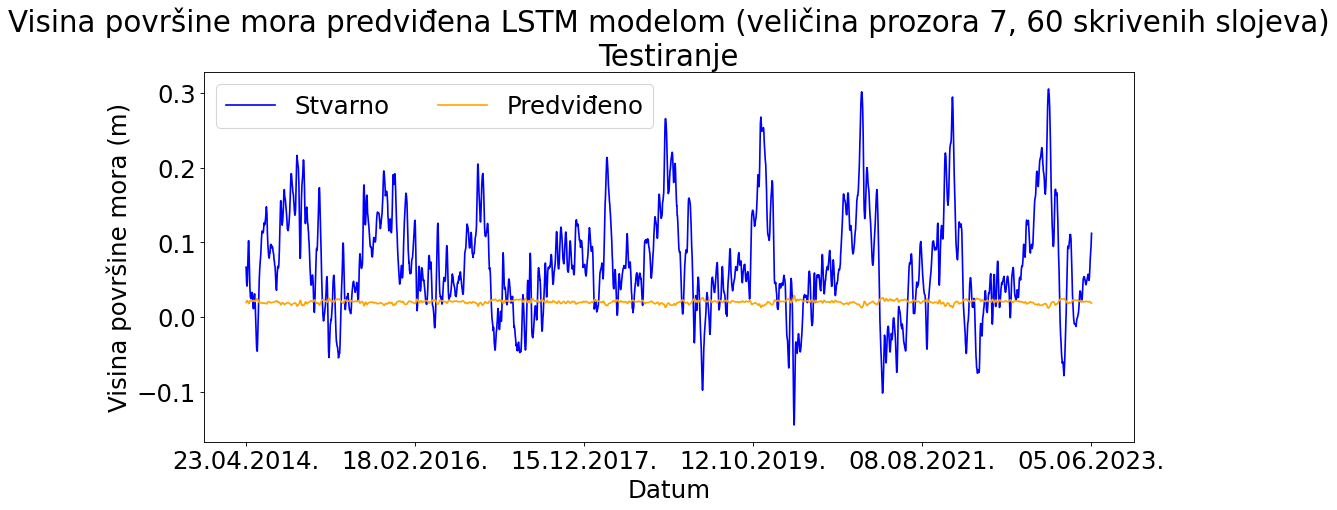 Visina površine mora predviđena LSTM modelom (veličina prozora 7, 60 skrivenih slojeva)
Testiranje
Stvarno Predviđeno
Visina površine mora (m)
0.3
0.2
0.1
0.0
−0.1
23.04.2014. 18.02.2016. 15.12.2017. 12.10.2019. 08.08.2021. 05.06.2023.
Datum